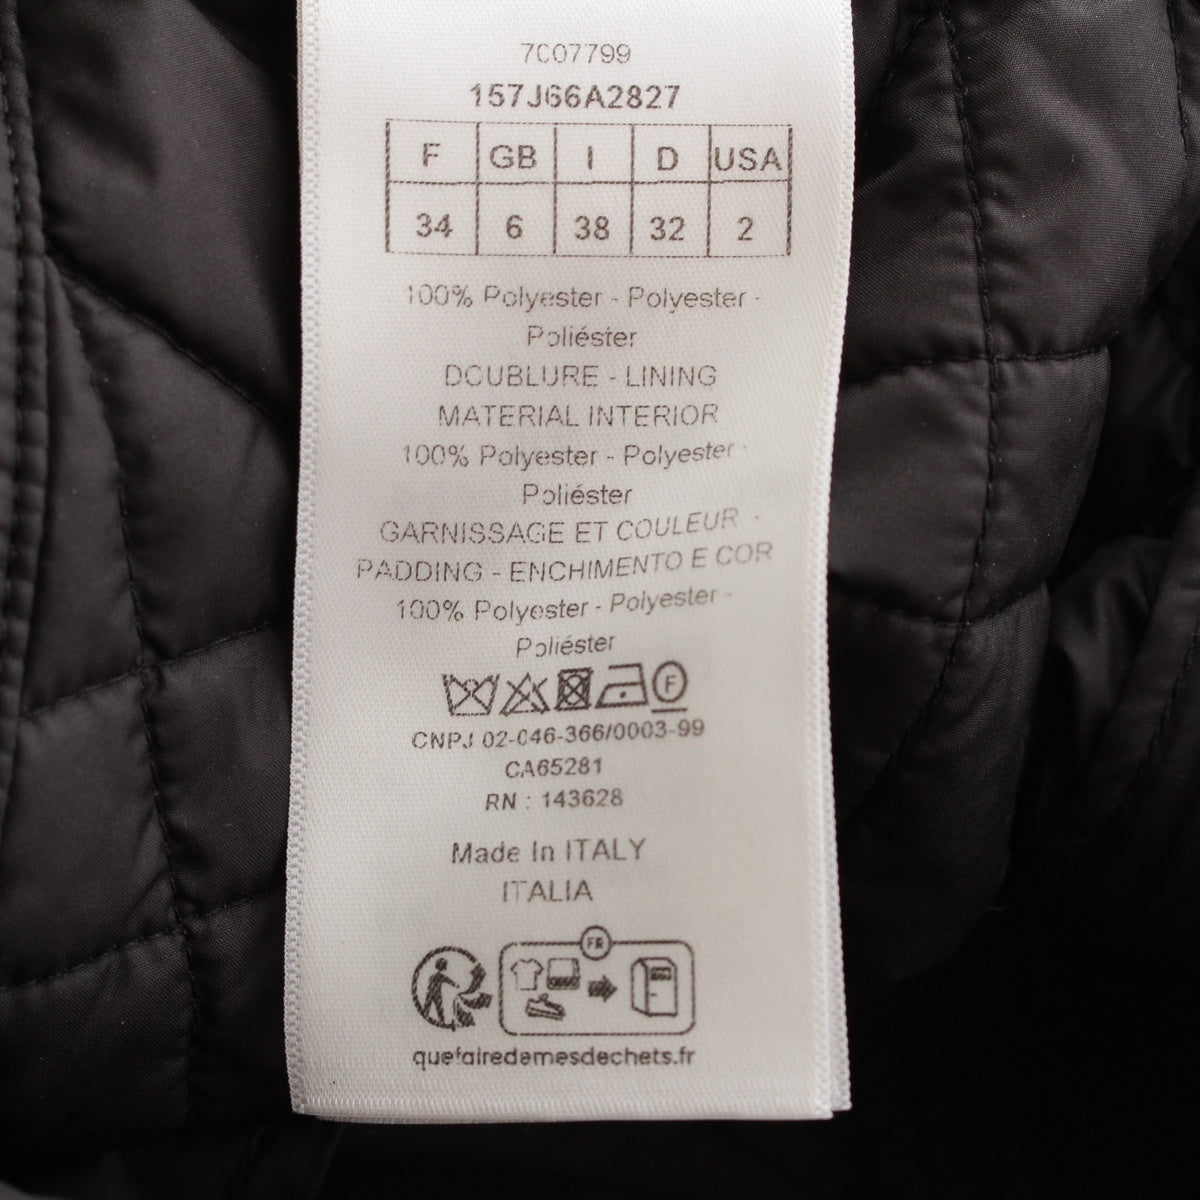 7C07799
157J66A2827
F GB I D USA
34 6 38 32 2
100% Polyester - Polyester -
Poliéster
DOUBLURE - LINING
MATERIAL INTERIOR
100% Polyester - Polyester -
Poliéster
GARNISSAGE ET COULEUR -
PADDING - ENCHIMENTO E COR
100% Polyester - Polyester -
Poliéster
F
CNPJ 02-046-366/0003-99
CA65281
RN : 143628
Made In ITALY
ITALIA
FR
quefairedemesdechets.fr